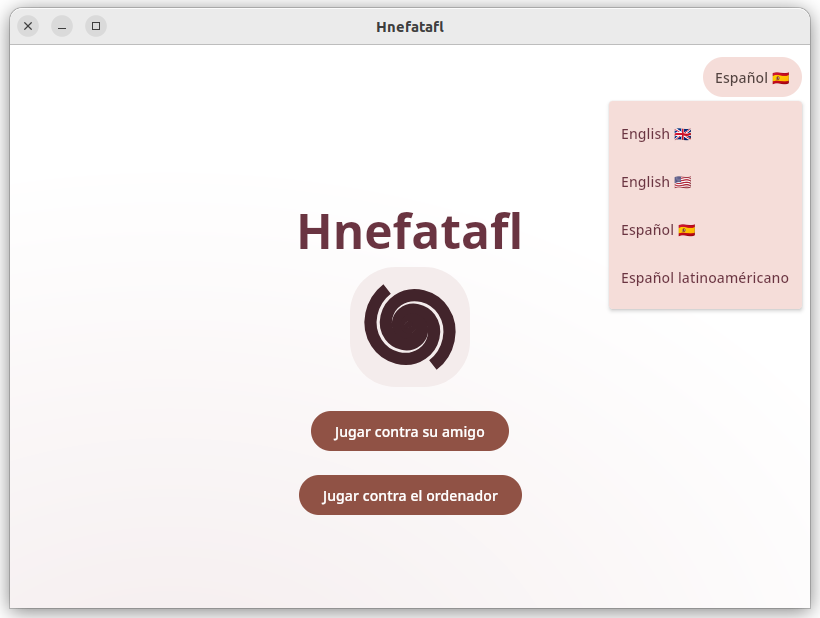 Hnefatafl
Español 🇪🇸
English 🇬🇧
English 🇺🇸
Español 🇪🇸
Español latinoaméricano
Hnefatafl
Jugar contra su amigo
Jugar contra el ordenador